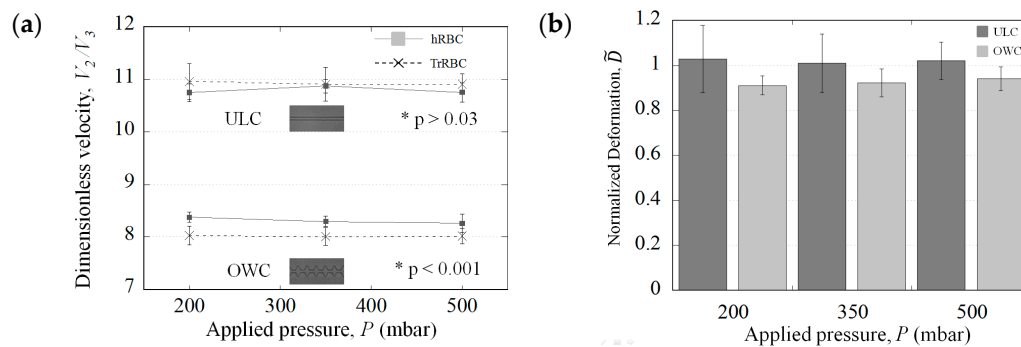 (a)
12
11
10
9
8
7
Dimensionless velocity, V₂/V₃
hRBC
TrRBC
ULC
* p > 0.03
OWC
* p < 0.001
200
300
400
500
Applied pressure, P (mbar)
(b)
1.2
1
0.8
0.6
0.4
0.2
0
Normalized Deformation, D̃
ULC
OWC
200
350
500
Applied pressure, P (mbar)